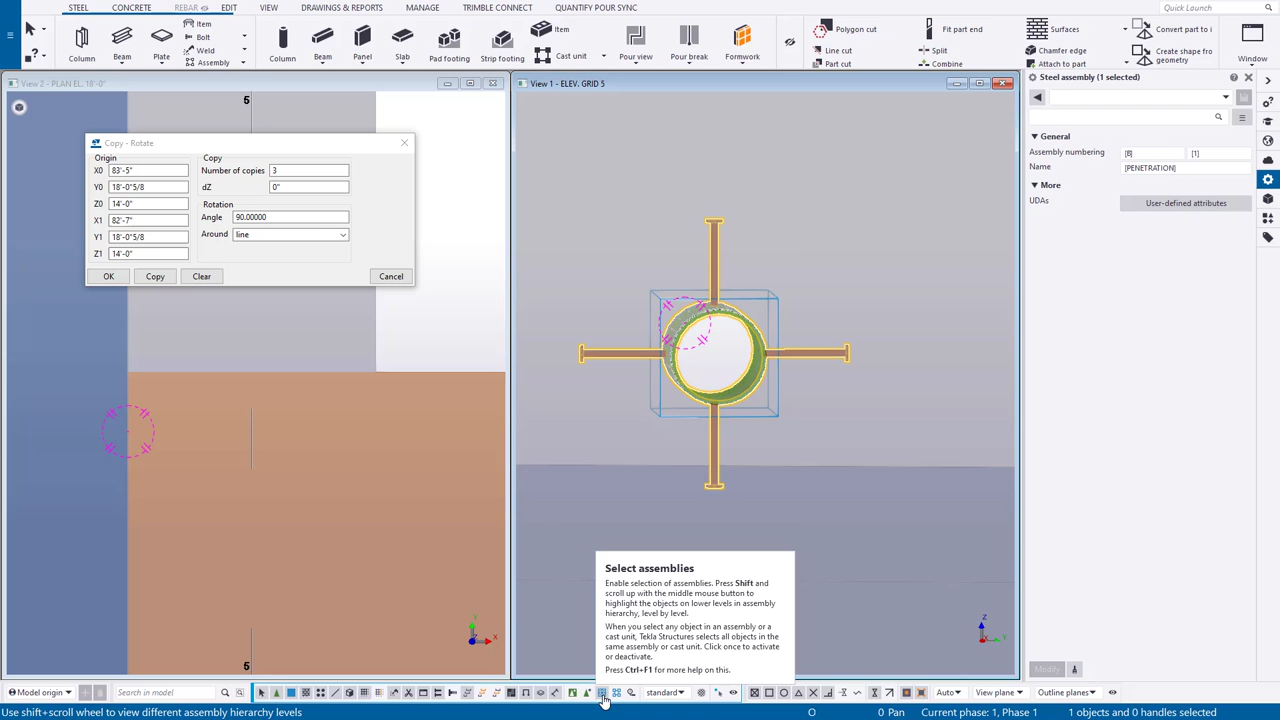 STEEL CONCRETE REBAR EDIT VIEW DRAWINGS & REPORTS MANAGE TRIMBLE CONNECT QUANTIFY POUR SYNC Quick Launch
Column Beam Plate Item Bolt Weld Assembly
Column Beam Panel Slab Pad footing Strip footing Item Cast unit Pour view Pour break Formwork
Polygon cut Fit part end Surfaces Convert part to i
Line cut Split Chamfer edge Create shape from geometry
Part cut Combine Attach to part Window
View 2 - PLAN EL. 18'-0"
View 1 - ELEV. GRID 5
Steel assembly (1 selected)
5
Copy - Rotate
Origin Copy
X0 83'-5" Number of copies 3
Y0 18'-0"5/8 dZ 0"
Z0 14'-0" Rotation
X1 82'-7" Angle 90.00000
Y1 18'-0"5/8 Around line
Z1 14'-0"
OK Copy Clear Cancel
General
Assembly numbering [B] [1]
Name [PENETRATION]
More
UDAs User-defined attributes
Select assemblies
Enable selection of assemblies. Press Shift and
scroll up with the middle mouse button to
highlight the objects on lower levels in assembly
hierarchy, level by level.
When you select any object in an assembly or a
cast unit, Tekla Structures selects all objects in the
same assembly or cast unit. Click once to activate
or deactivate.
Press Ctrl+F1 for more help on this.
Y
X
Z
Y
5
Modify
Model origin Search in model standard Auto View plane Outline planes
Use shift+scroll wheel to view different assembly hierarchy levels O 0 Pan Current phase: 1, Phase 1 1 objects and 0 handles selected